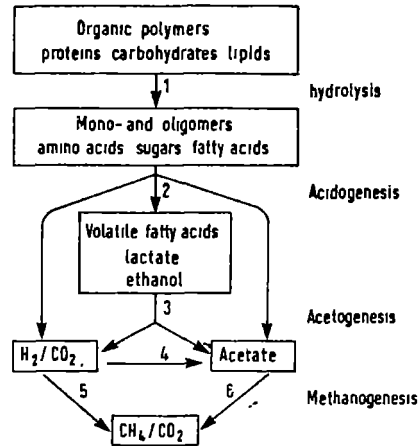 Organic polymers
proteins carbohydrates lipids
1
hydrolysis
Mono- and oligomers
amino acids sugars fatty acids
2
Acidogenesis
Volatile fatty acids
lactate
ethanol
3
Acetogenesis
H₂/CO₂
4
Acetate
5
6
Methanogenesis
CH₄/CO₂